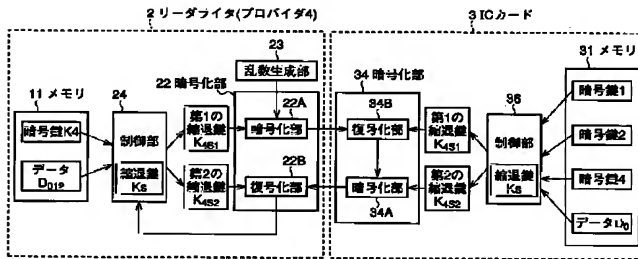 2 リーダライタ(プロバイダ4)
3 ICカード
23
乱数生成部
31 メモリ
11 メモリ
24
22 暗号化部
34 暗号化部
暗号鍵K4
データ
D012P
制御部
縮退鍵
Ks
第1の
縮退鍵
K4S1
第2の
縮退鍵
K4S2
22A
暗号化部
22B
復号化部
34B
復号化部
暗号化部
34A
第1の
縮退鍵
K4S1
第2の
縮退鍵
K4S2
36
制御部
縮退鍵
Ks
暗号鍵1
暗号鍵2
暗号鍵4
データD0